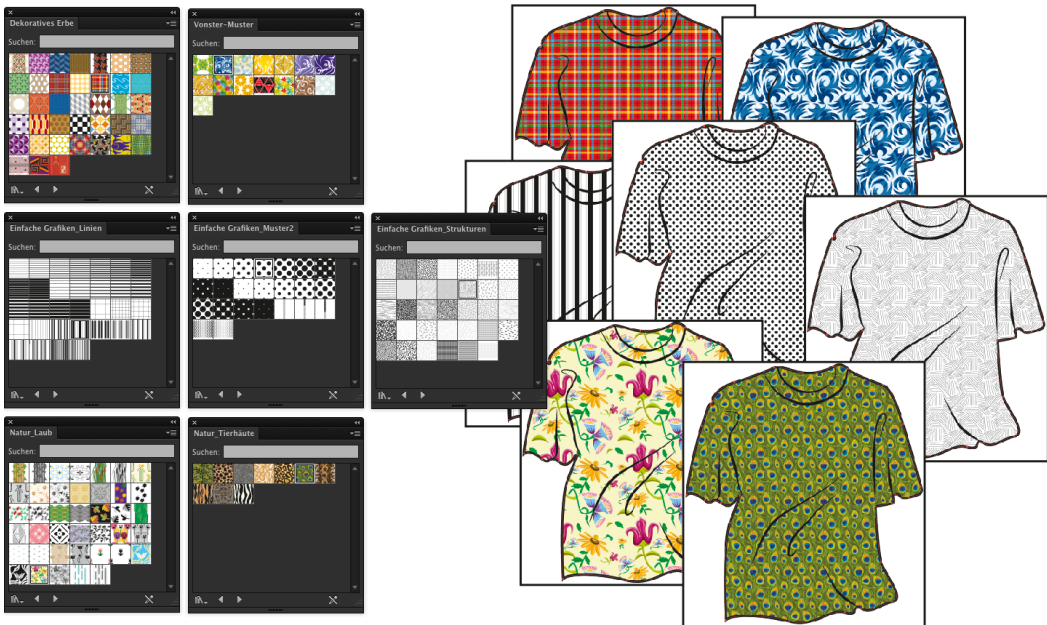 Dekoratives Erbe
Suchen:
Vonster-Muster
Suchen:
Einfache Grafiken_Linien
Suchen:
Einfache Grafiken_Muster2
Suchen:
Einfache Grafiken_Strukturen
Suchen:
Natur_Laub
Suchen:
Natur_Tierhäute
Suchen: